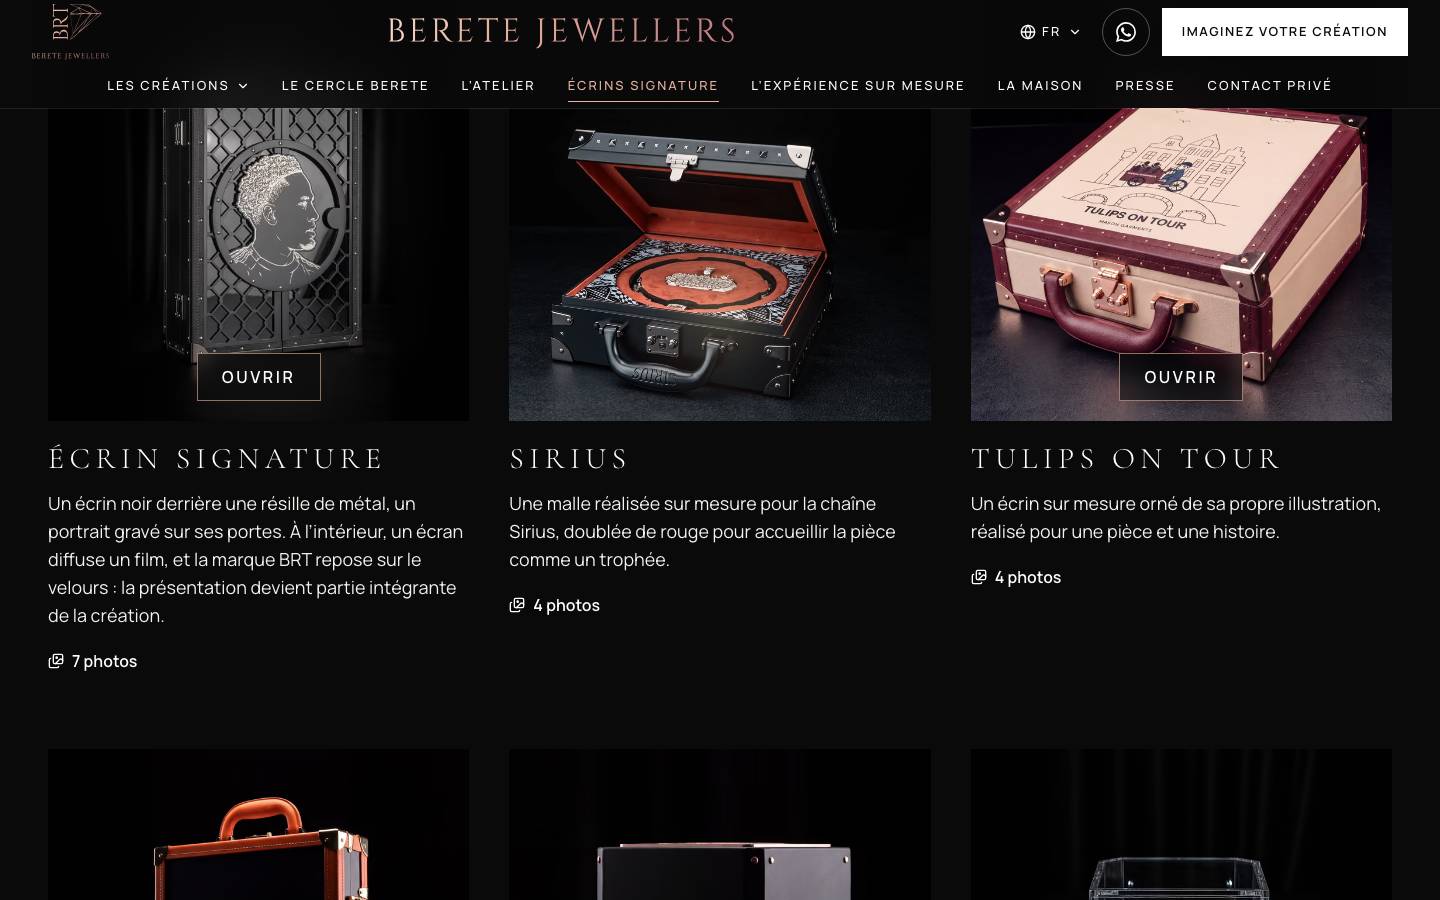 BRT
BERETE JEWELLERS
BERETE JEWELLERS
FR
IMAGINEZ VOTRE CRÉATION
LES CRÉATIONS
LE CERCLE BERETE
L'ATELIER
ÉCRINS SIGNATURE
L'EXPÉRIENCE SUR MESURE
LA MAISON
PRESSE
CONTACT PRIVÉ
TULIPS ON TOUR
MAISON GARMENTS
SIRIUS
OUVRIR
OUVRIR
ÉCRIN SIGNATURE
Un écrin noir derrière une résille de métal, un
portrait gravé sur ses portes. À l’intérieur, un écran
diffuse un film, et la marque BRT repose sur le
velours : la présentation devient partie intégrante
de la création.
7 photos
SIRIUS
Une malle réalisée sur mesure pour la chaîne
Sirius, doublée de rouge pour accueillir la pièce
comme un trophée.
4 photos
TULIPS ON TOUR
Un écrin sur mesure orné de sa propre illustration,
réalisé pour une pièce et une histoire.
4 photos